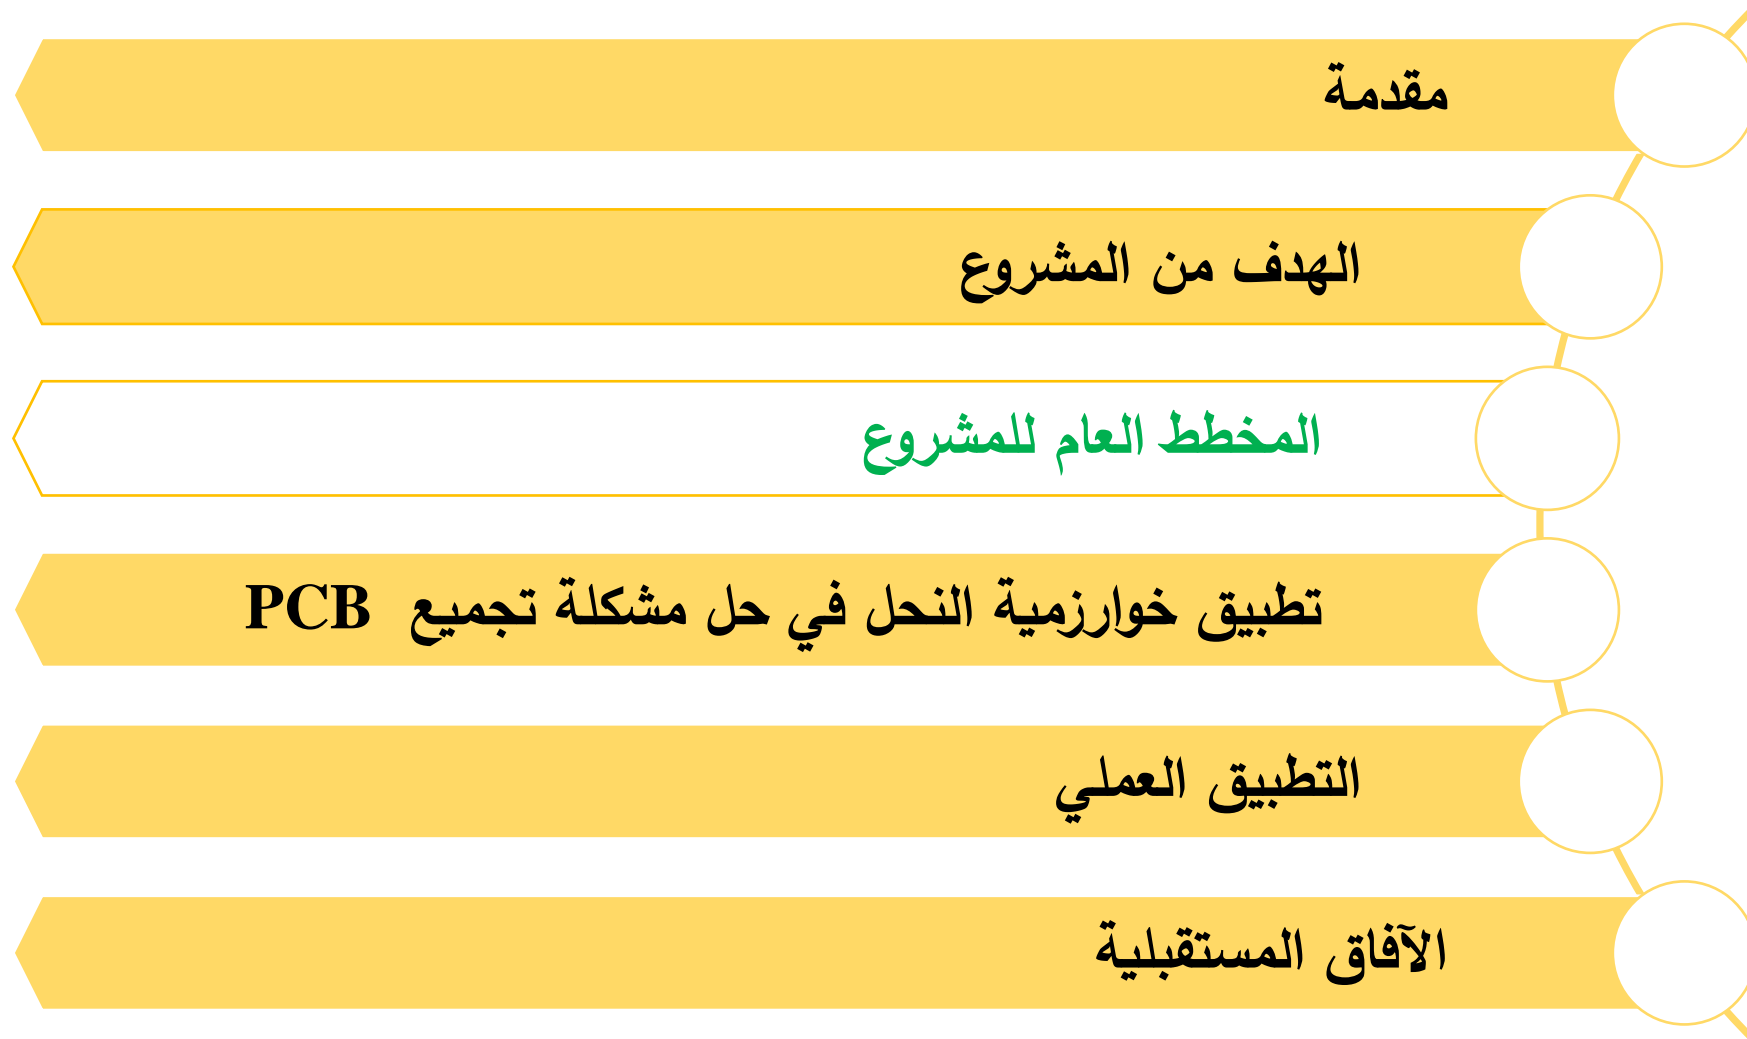 مقدمة
الهدف من المشروع
المخطط العام للمشروع
تطبيق خوارزمية النحل في حل مشكلة تجميع PCB
التطبيق العملي
الآفاق المستقبلية